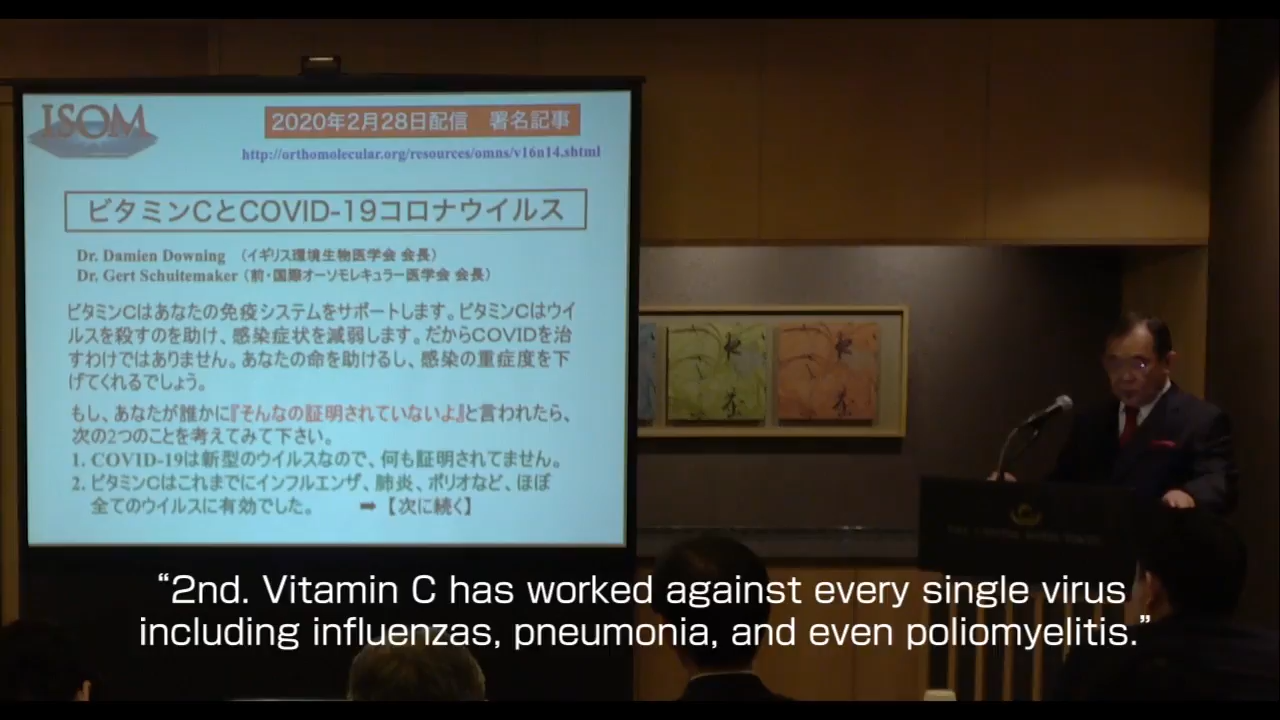 ISOM
2020年2月28日配信 署名記事
http://orthomolecular.org/resources/omns/v16n14.shtml
ビタミンCとCOVID-19コロナウイルス
Dr. Damien Downing （イギリス環境生物医学会 会長）
Dr. Gert Schuitemaker（前・国際オーソモレキュラー医学会 会長）
ビタミンCはあなたの免疫システムをサポートします。ビタミンCはウイ
ルスを殺すのを助け、感染症状を減弱します。だからCOVIDを治
すわけではありません。あなたの命を助けるし、感染の重症度を下
げてくれるでしょう。
もし、あなたが誰かに『そんなの証明されていないよ』と言われたら、
次の2つのことを考えてみて下さい。
1. COVID-19は新型のウイルスなので、何も証明されてません。
2. ビタミンCはこれまでにインフルエンザ、肺炎、ポリオなど、ほぼ
全てのウイルスに有効でした。 ➡【次に続く】
“2nd. Vitamin C has worked against every single virus
including influenzas, pneumonia, and even poliomyelitis.”